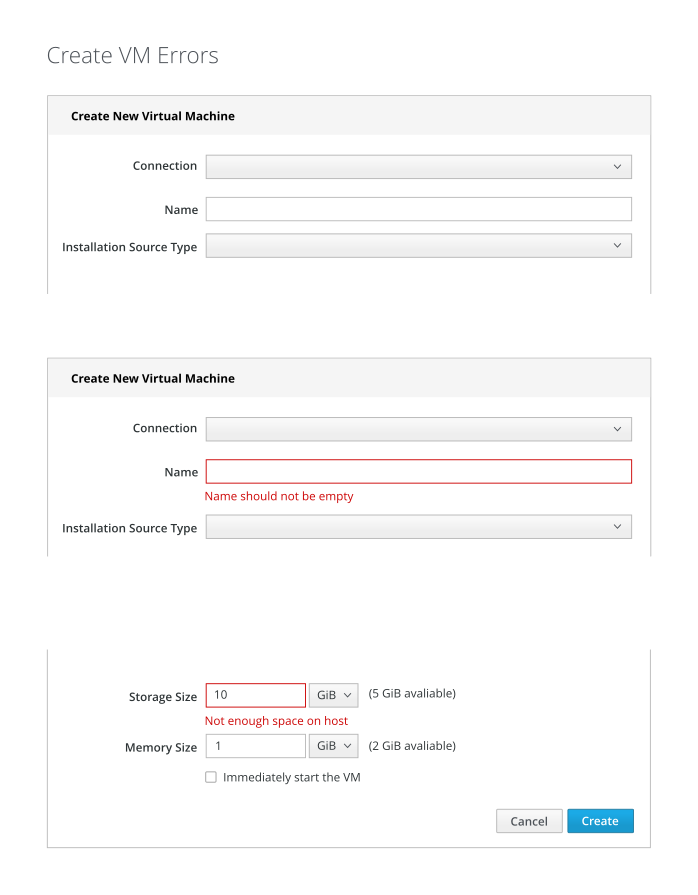 Create VM Errors
Create New Virtual Machine
Connection
Name
Installation Source Type
Create New Virtual Machine
Connection
Name
Name should not be empty
Installation Source Type
Storage Size 10 GiB (5 GiB avaliable)
Not enough space on host
Memory Size 1 GiB (2 GiB avaliable)
Immediately start the VM
Cancel Create